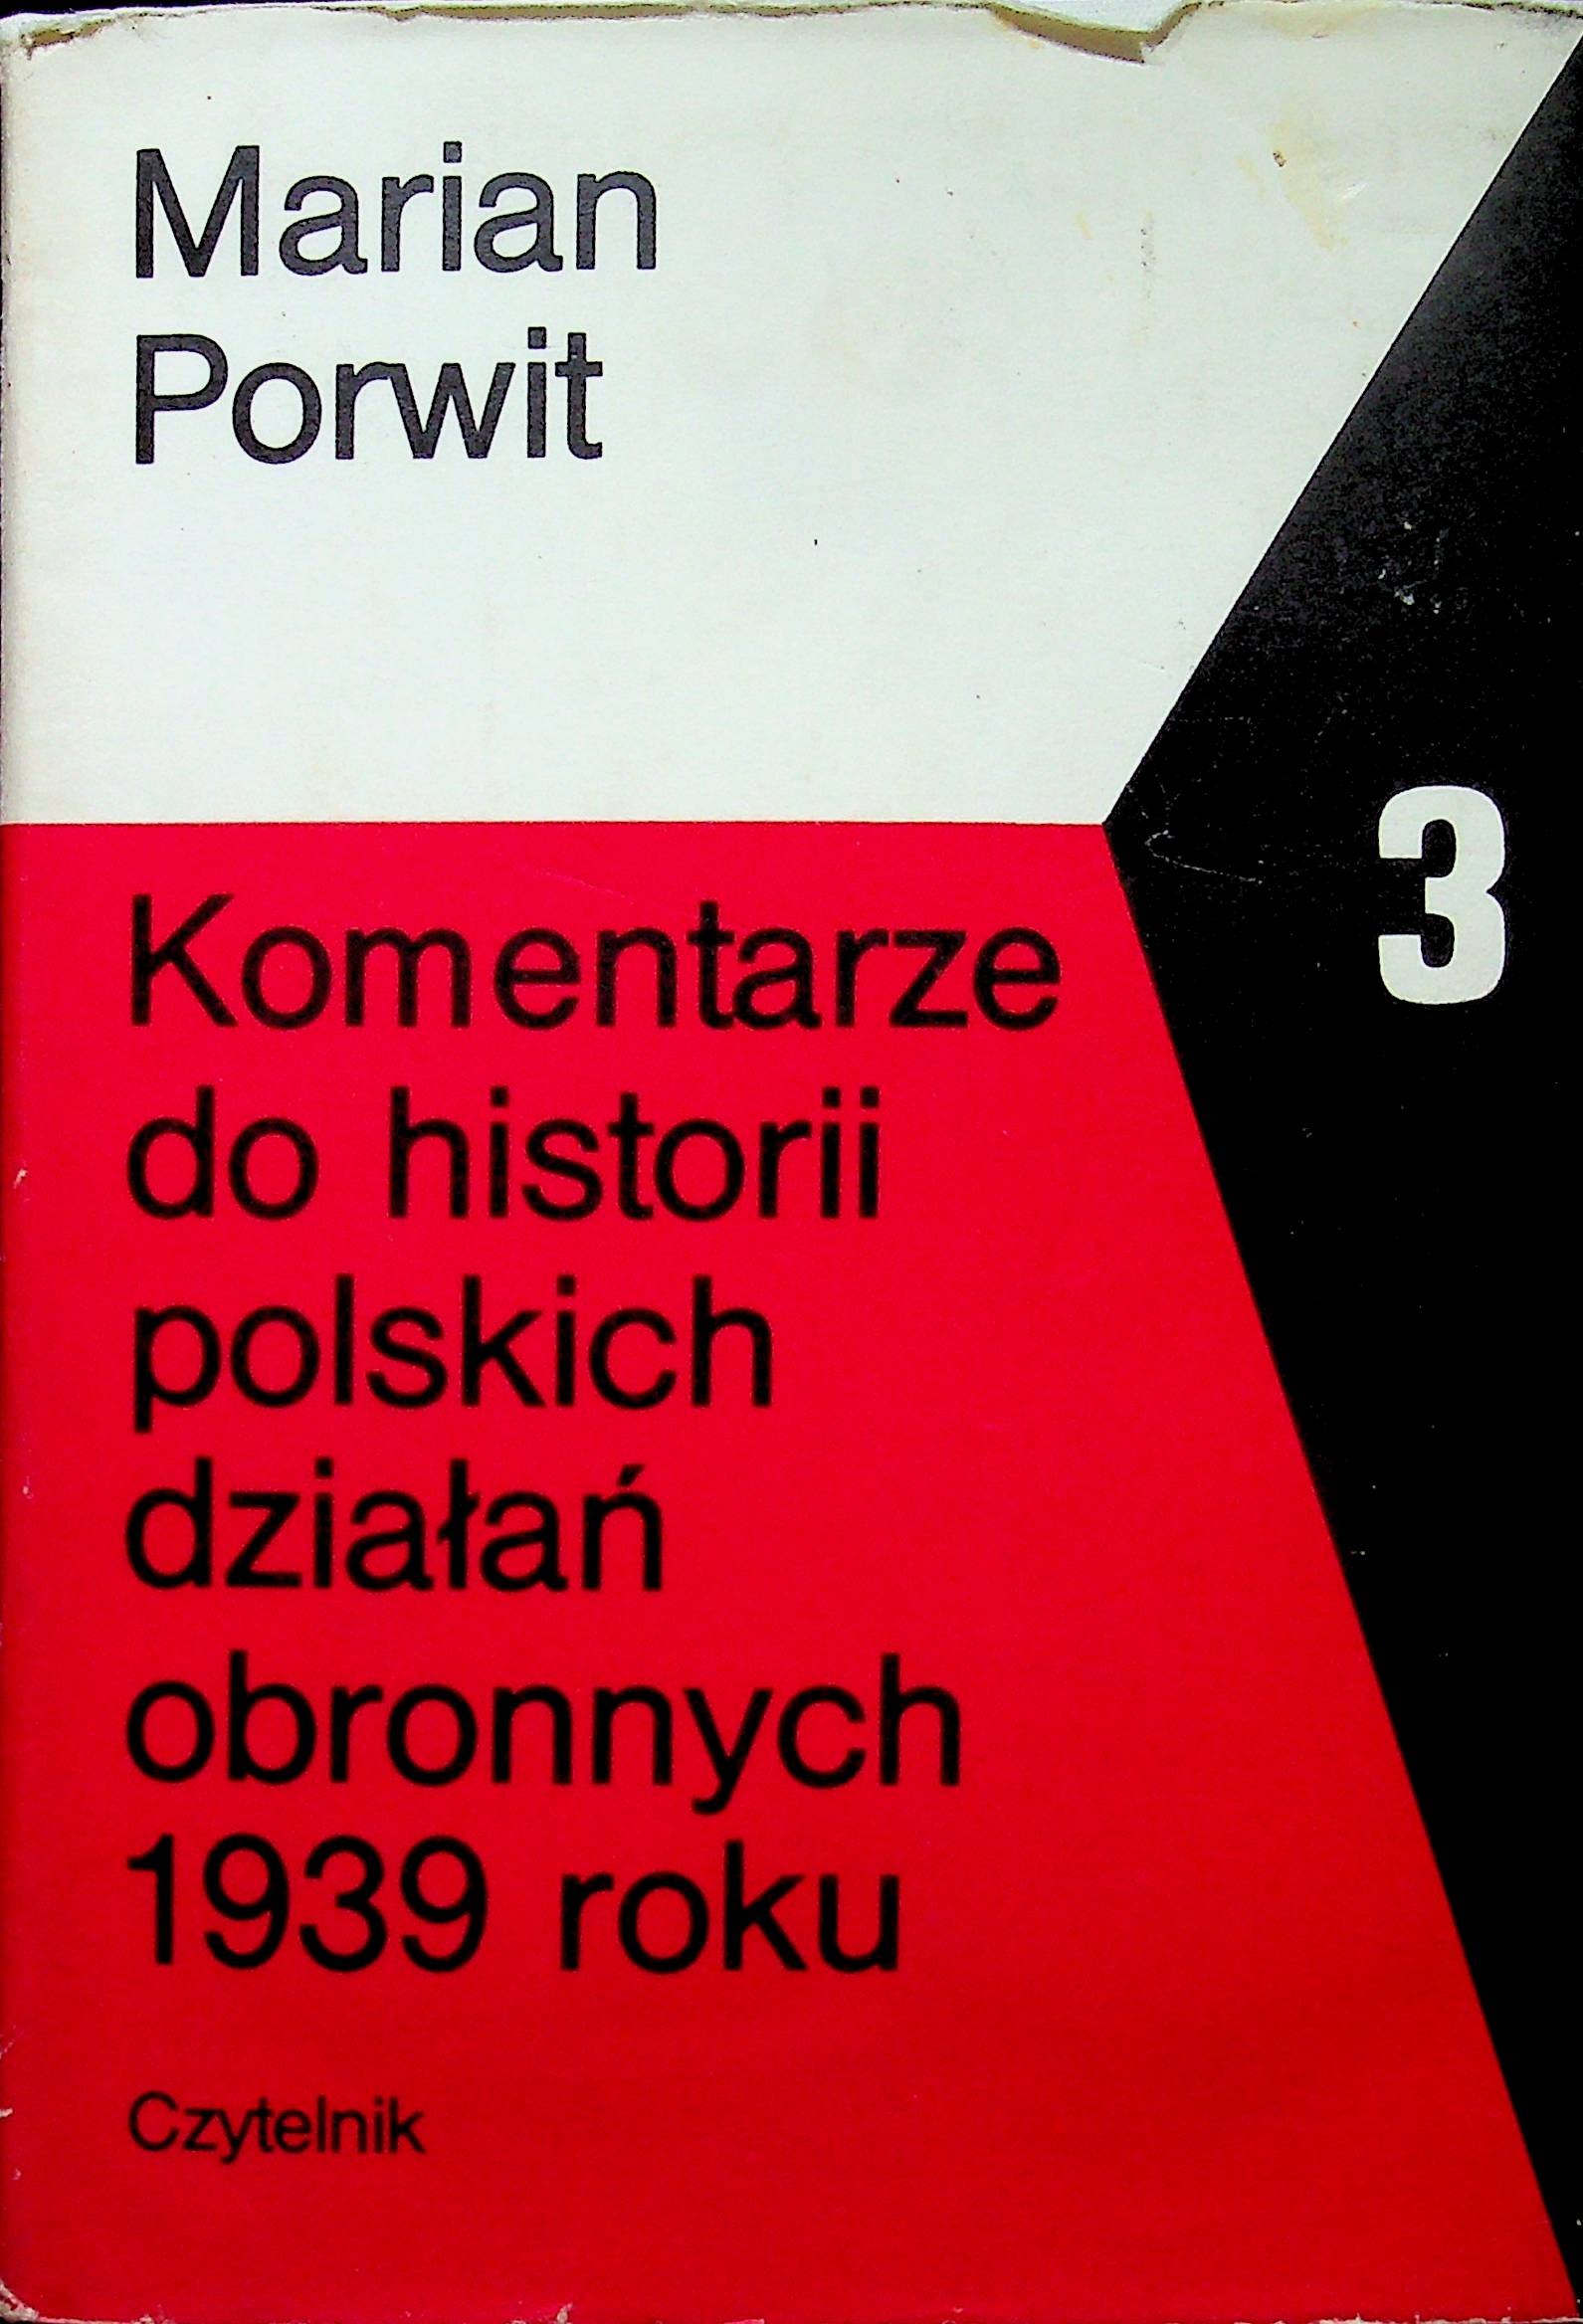 Marian
Porwit
3
Komentarze
do historii
polskich
działań
obronnych
1939 roku
Czytelnik